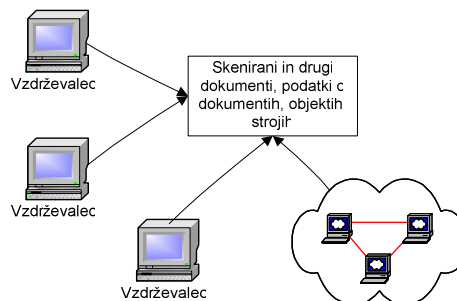 Vzdrževalec
Skenirani in drugi
dokumenti, podatki o
dokumentih, objektih
strojih
Vzdrževalec
Vzdrževalec